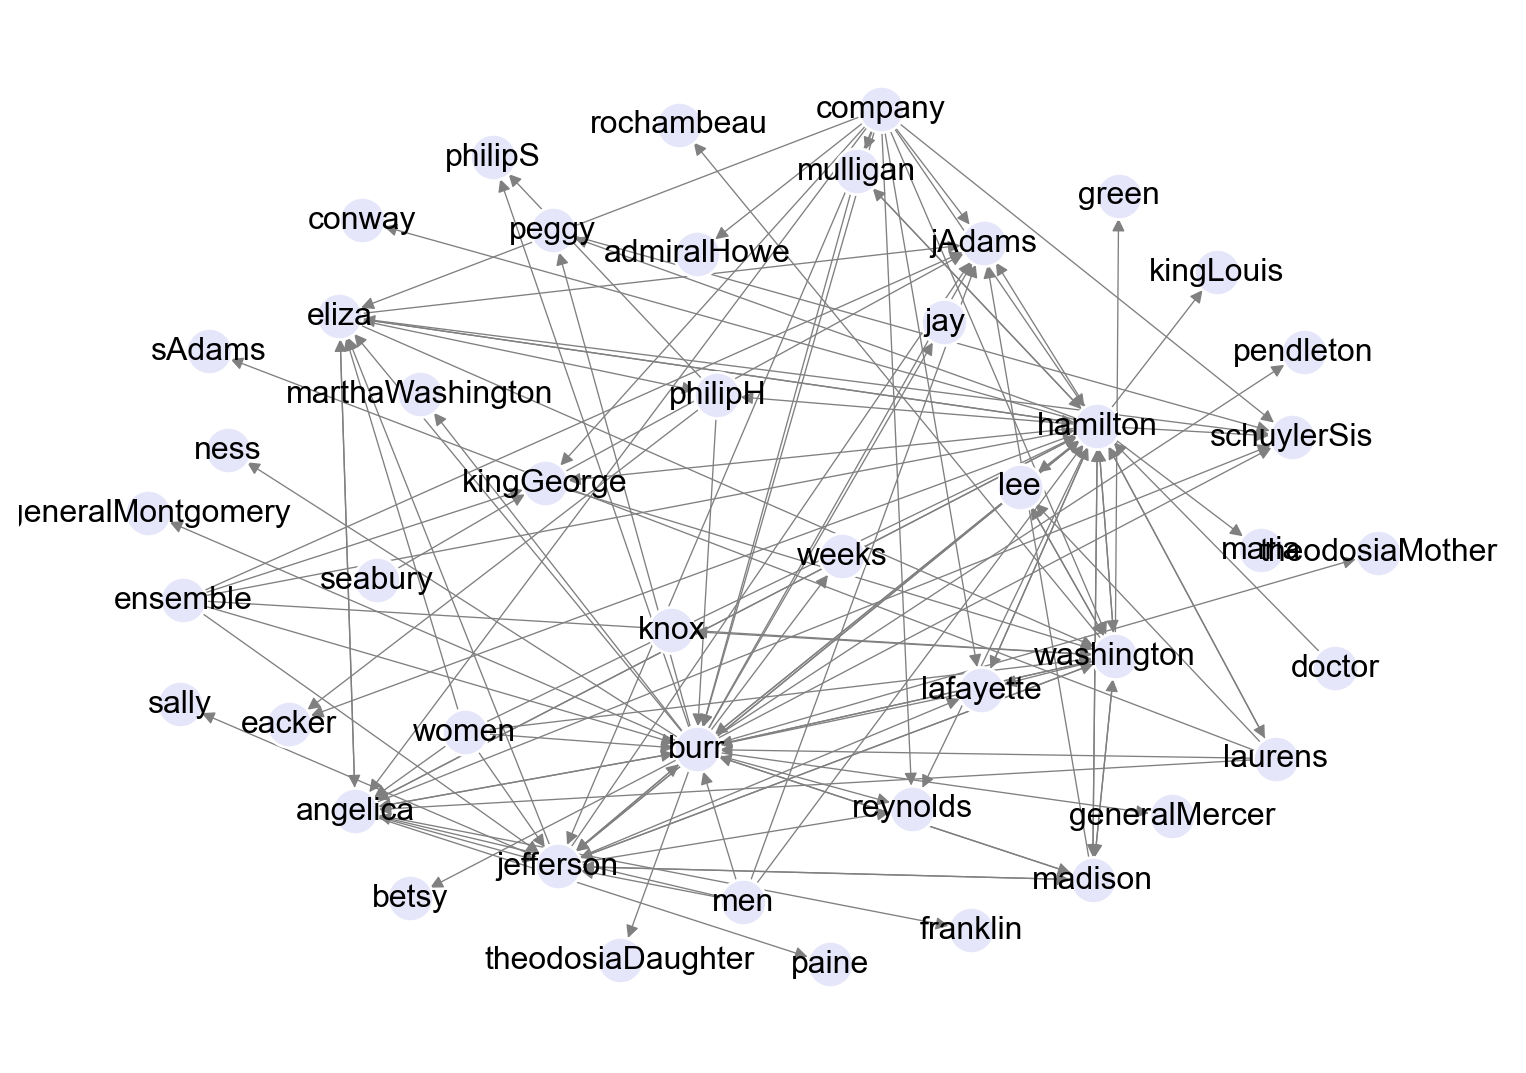 company
rochambeau
philipS
mulligan
green
conway
peggy
admiralHowe
jAdams
kingLouis
eliza
jay
sAdams
pendleton
marthaWashington
philipH
hamilton
schuylerSis
ness
kingGeorge
lee
generalMontgomery
weeks
maria
theodosiaMother
seabury
ensemble
knox
washington
doctor
lafayette
sally
eacker
women
burr
laurens
angelica
reynolds
generalMercer
jefferson
madison
betsy
men
franklin
theodosiaDaughter
paine